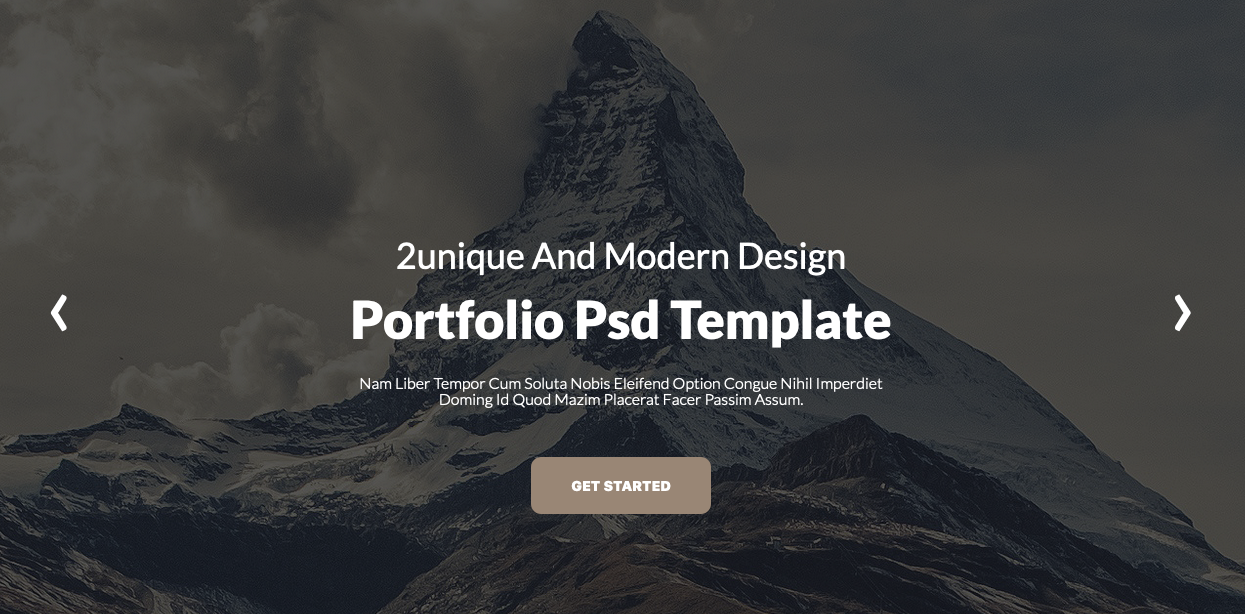 2unique And Modern Design
Portfolio Psd Template
Nam Liber Tempor Cum Soluta Nobis Eleifend Option Congue Nihil Imperdiet
Doming Id Quod Mazim Placerat Facer Passim Assum.
GET STARTED